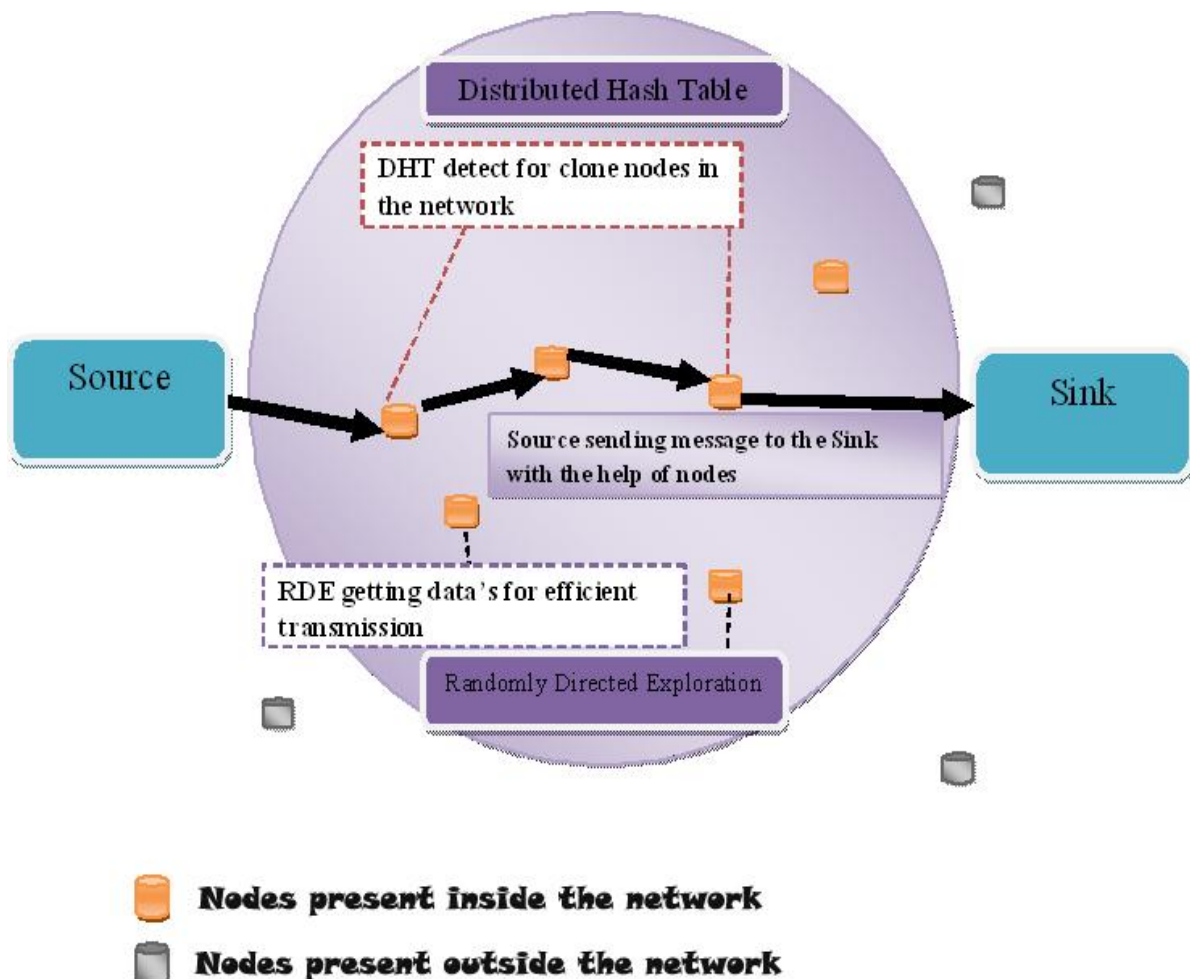 Distributed Hash Table
DHT detect for clone nodes in
the network
Source
Sink
Source sending message to the Sink
with the help of nodes
RDE getting data's for efficient
transmission
Randomly Directed Exploration
Nodes present inside the network
Nodes present outside the network